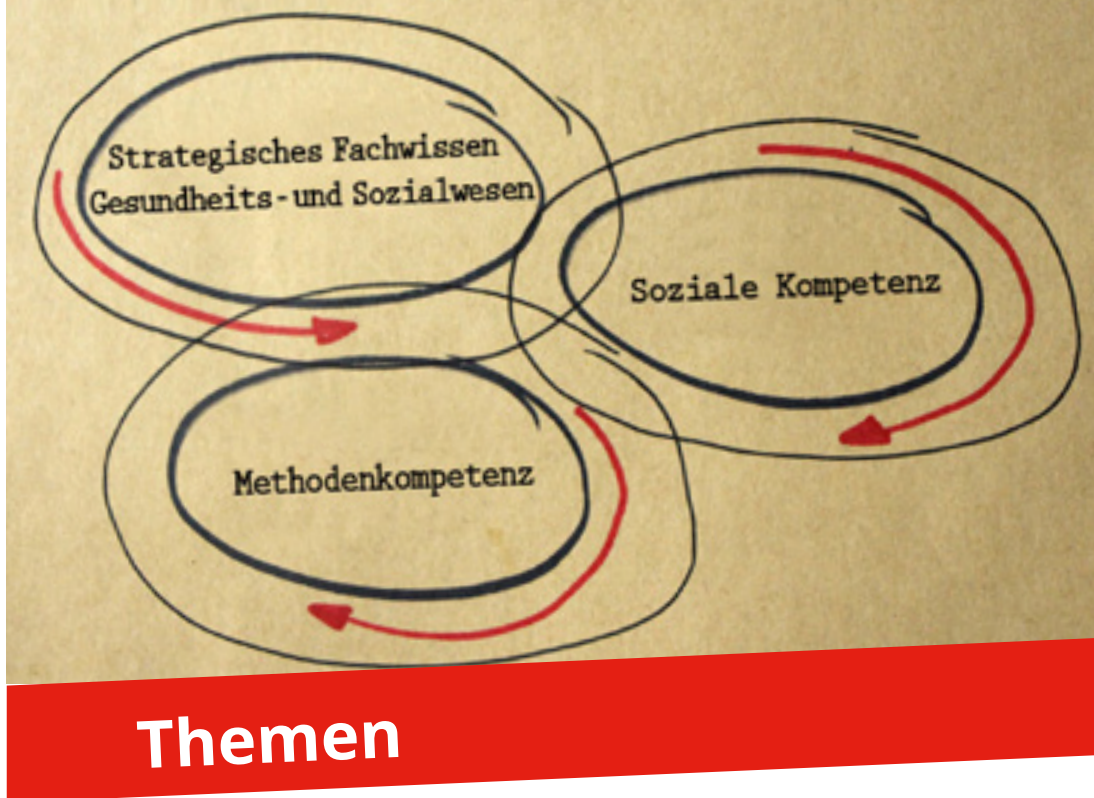 Strategisches Fachwissen
Gesundheits-und Sozialwesen
Soziale Kompetenz
Methodenkompetenz
Themen